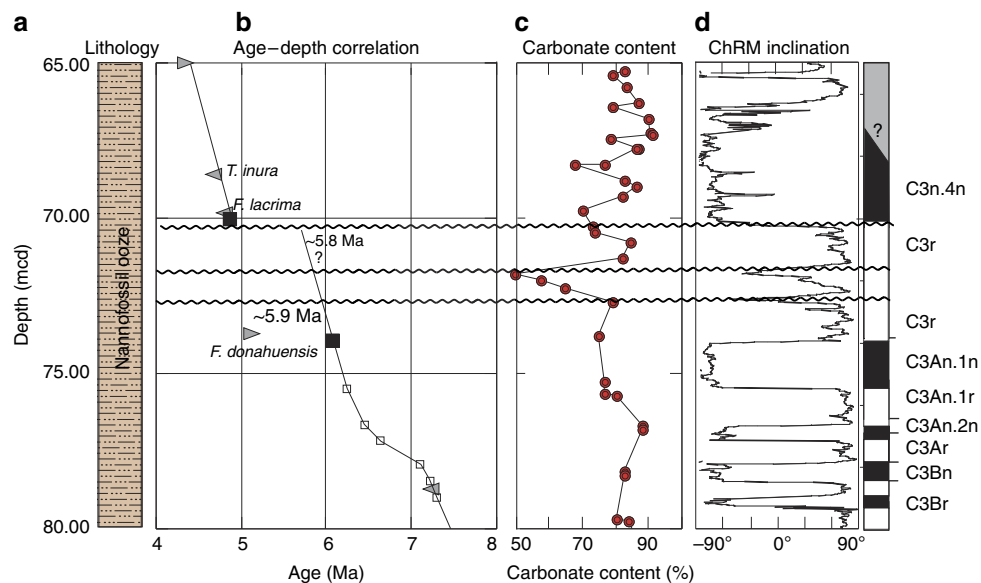 a b c d
Lithology Age–depth correlation Carbonate content ChRM inclination
65.00
?
T. inura
C3n.4n
F. lacrima
70.00
~5.8 Ma
?
C3r
Nannofossil ooze
Depth (mcd)
~5.9 Ma
C3r
F. donahuensis
C3An.1n
75.00
C3An.1r
C3An.2n
C3Ar
C3Bn
C3Br
80.00
4 5 6 7 8 50 70 90 –90° 0° 90°
Age (Ma) Carbonate content (%)